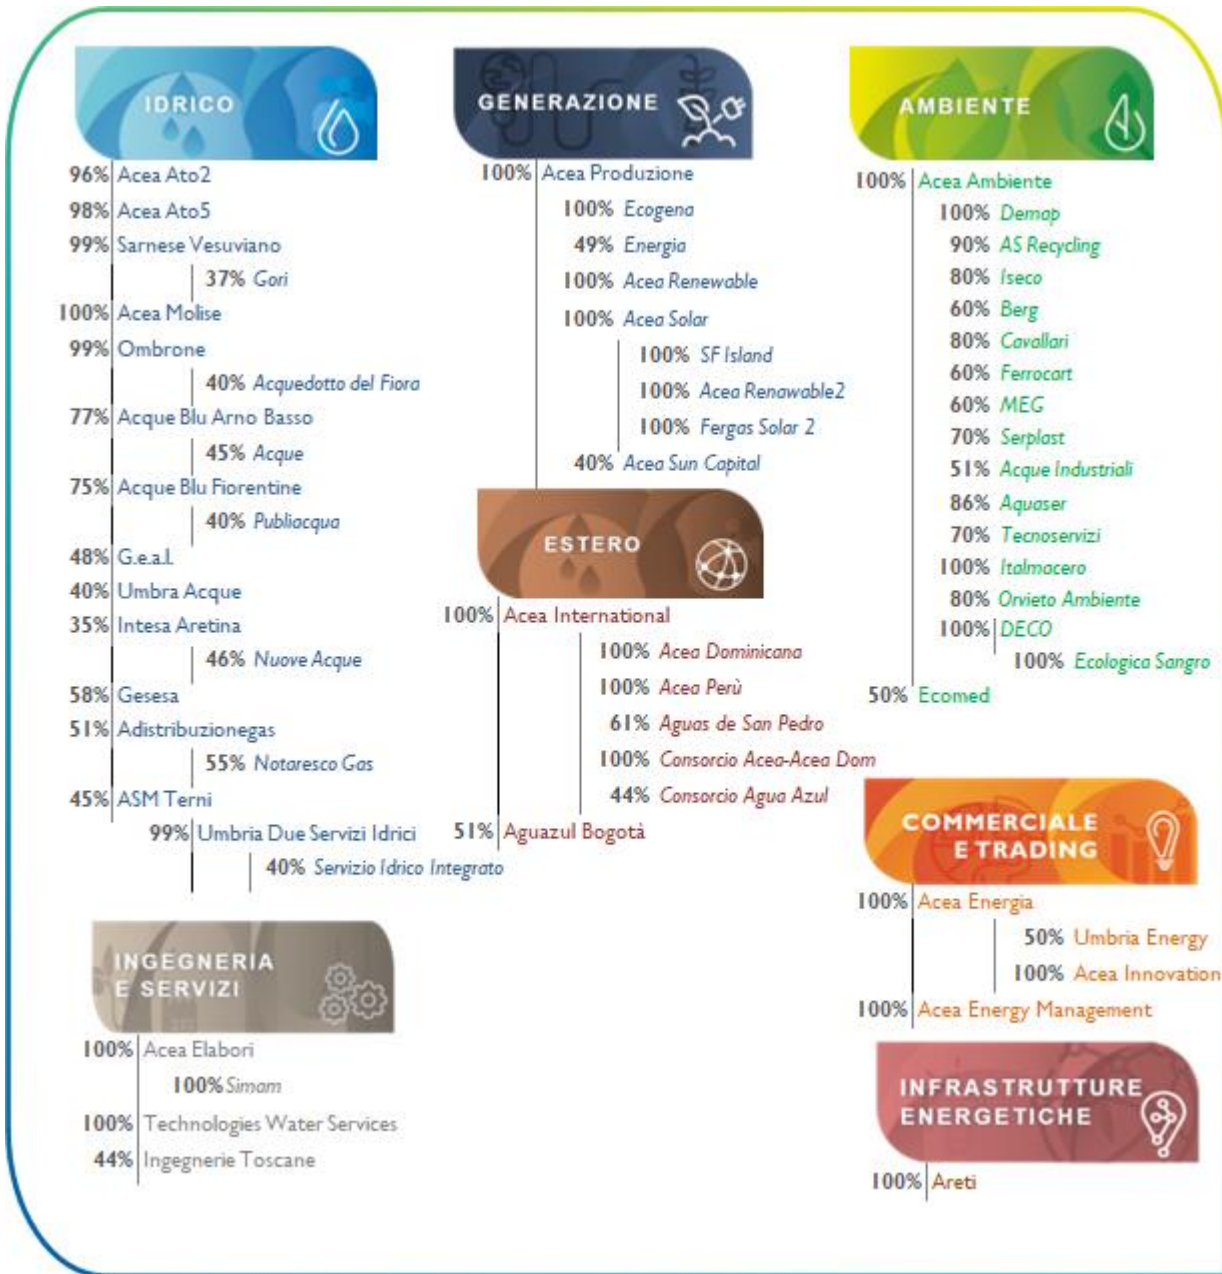 IDRICO
96% Acea Ato2
98% Acea Ato5
99% Sarnese Vesuviano
37% Gori
100% Acea Molise
99% Ombrone
40% Acquedotto del Fiora
77% Acque Blu Arno Basso
45% Acque
75% Acque Blu Fiorentine
40% Publiacqua
48% G.e.a.l.
40% Umbra Acque
35% Intesa Aretina
46% Nuove Acque
58% Gesesa
51% Adistribuzionegas
55% Notaresco Gas
45% ASM Terni
99% Umbria Due Servizi Idrici
40% Servizio Idrico Integrato
INGEGNERIA
E SERVIZI
100% Acea Elabori
100% Simam
100% Technologies Water Services
44% Ingegnerie Toscane
GENERAZIONE
100% Acea Produzione
100% Ecogena
49% Energia
100% Acea Renewable
100% Acea Solar
100% SF Island
100% Acea Renawable2
100% Fergas Solar 2
40% Acea Sun Capital
ESTERO
100% Acea International
100% Acea Dominicana
100% Acea Perù
61% Aguas de San Pedro
100% Consorcio Acea-Acea Dom
44% Consorcio Agua Azul
51% Aguazul Bogotà
AMBIENTE
100% Acea Ambiente
100% Demap
90% AS Recycling
80% Iseco
60% Berg
80% Cavallari
60% Ferrocart
60% MEG
70% Serplast
51% Acque Industriali
86% Aquaser
70% Tecnoservizi
100% Italmacero
80% Orvieto Ambiente
100% DECO
100% Ecologica Sangro
50% Ecomed
COMMERCIALE
E TRADING
100% Acea Energia
50% Umbria Energy
100% Acea Innovation
100% Acea Energy Management
INFRASTRUTTURE
ENERGETICHE
100% Areti